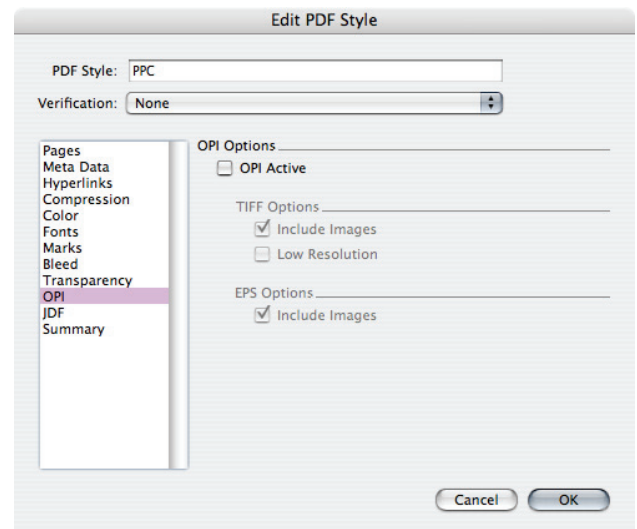 Edit PDF Style
PDF Style: PPC
Verification: None
Pages
Meta Data
Hyperlinks
Compression
Color
Fonts
Marks
Bleed
Transparency
OPI
JDF
Summary
OPI Options
OPI Active
TIFF Options
Include Images
Low Resolution
EPS Options
Include Images
Cancel OK